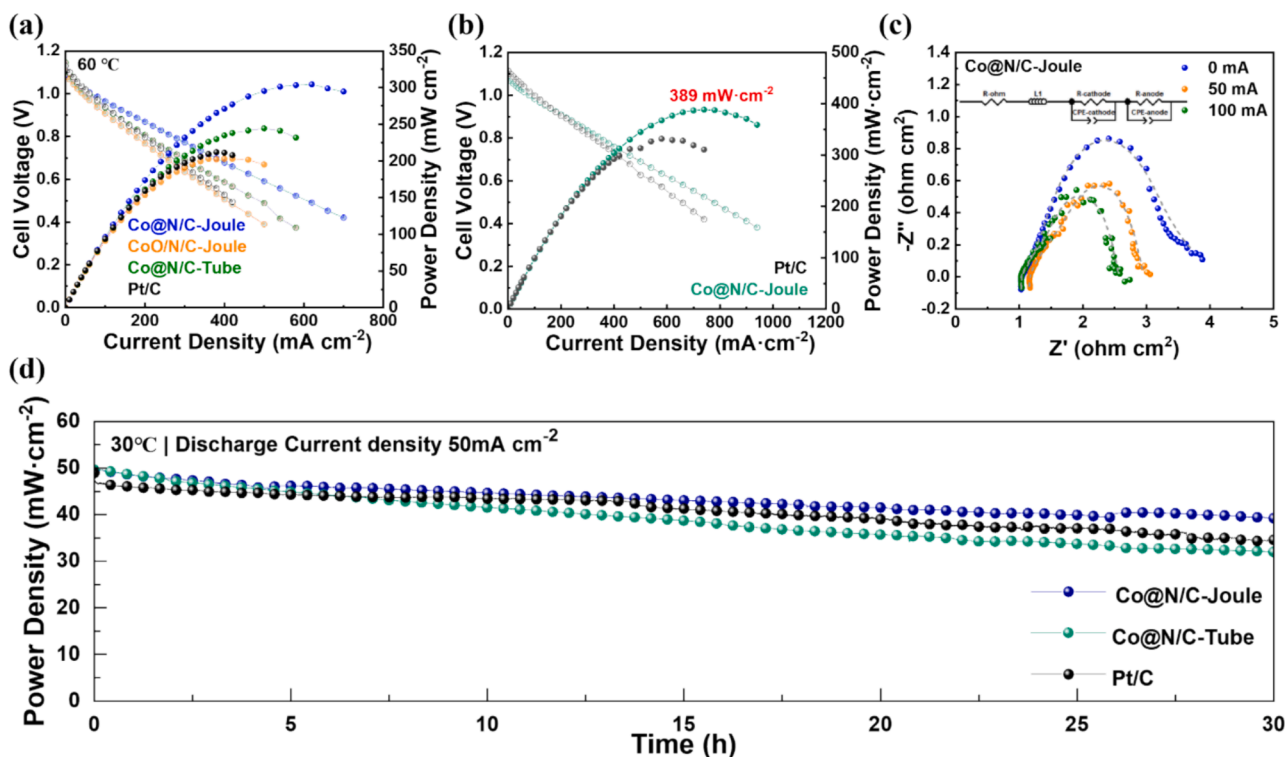 (a)
60 ℃
Cell Voltage (V)
1.2
1.0
0.8
0.6
0.4
0.2
0.0
350
300
250
200
150
100
50
0
Power Density (mW cm-2)
Co@N/C-Joule
CoO/N/C-Joule
Co@N/C-Tube
Pt/C
0 200 400 600 800
Current Density (mA cm-2)
(b)
389 mW·cm-2
Cell Voltage (V)
1.2
1.0
0.8
0.6
0.4
0.2
0.0
500
400
300
200
100
0
Power Density (mW·cm-2)
Pt/C
Co@N/C-Joule
0 200 400 600 800 1000 1200
Current Density (mA·cm-2)
(c)
Co@N/C-Joule
0 mA
50 mA
100 mA
R-ohm L1 R-cathode R-anode
CPE-cathode CPE-anode
-Z'' (ohm cm2)
1.4
1.2
1.0
0.8
0.6
0.4
0.2
0.0
-0.2
0 1 2 3 4 5
Z' (ohm cm2)
(d)
30℃ | Discharge Current density 50mA cm-2
Power Density (mW·cm-2)
60
50
40
30
20
10
0
Co@N/C-Joule
Co@N/C-Tube
Pt/C
0 5 10 15 20 25 30
Time (h)